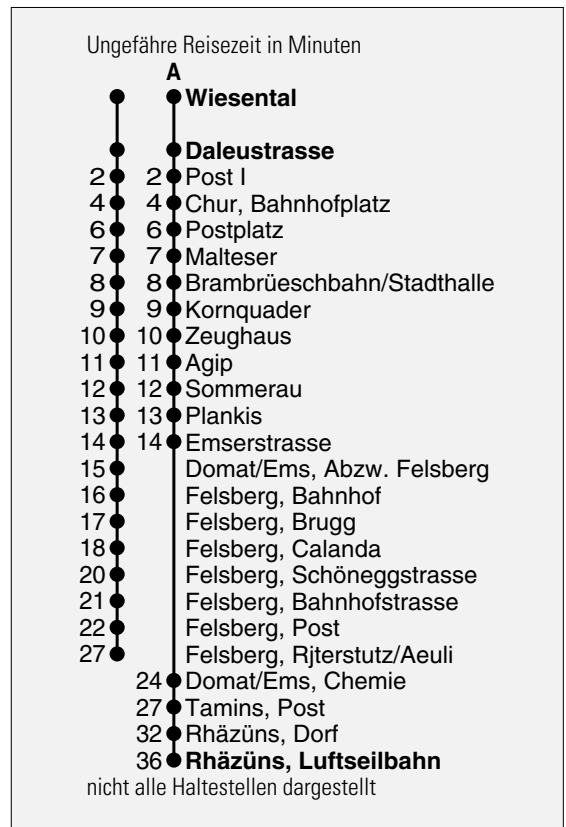 Ungefähre Reisezeit in Minuten
A
Wiesental
Daleustrasse
2 2 Post I
4 4 Chur, Bahnhofplatz
6 6 Postplatz
7 7 Malteser
8 8 Brambrüeschbahn/Stadthalle
9 9 Kornquader
10 10 Zeughaus
11 11 Agip
12 12 Sommerau
13 13 Plankis
14 14 Emserstrasse
15 Domat/Ems, Abzw. Felsberg
16 Felsberg, Bahnhof
17 Felsberg, Brugg
18 Felsberg, Calanda
20 Felsberg, Schöneggstrasse
21 Felsberg, Bahnhofstrasse
22 Felsberg, Post
27 Felsberg, Rjterstutz/Aeuli
24 Domat/Ems, Chemie
27 Tamins, Post
32 Rhäzüns, Dorf
36 Rhäzüns, Luftseilbahn
nicht alle Haltestellen dargestellt